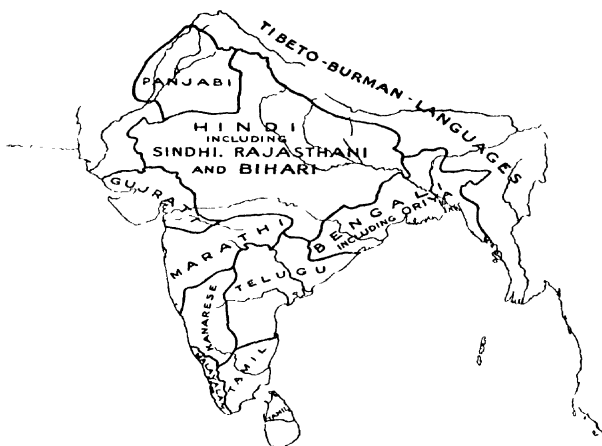 TIBETO-BURMAN-LANGUAGES
PANJABI
HINDI
INCLUDING
SINDHI. RAJASTHANI
AND BIHARI
GUJRATI
BENGALI
INCLUDING ORIYA
MARATHI
TELUGU
KANARESE
MALAYALAM
TAMIL
TAMIL